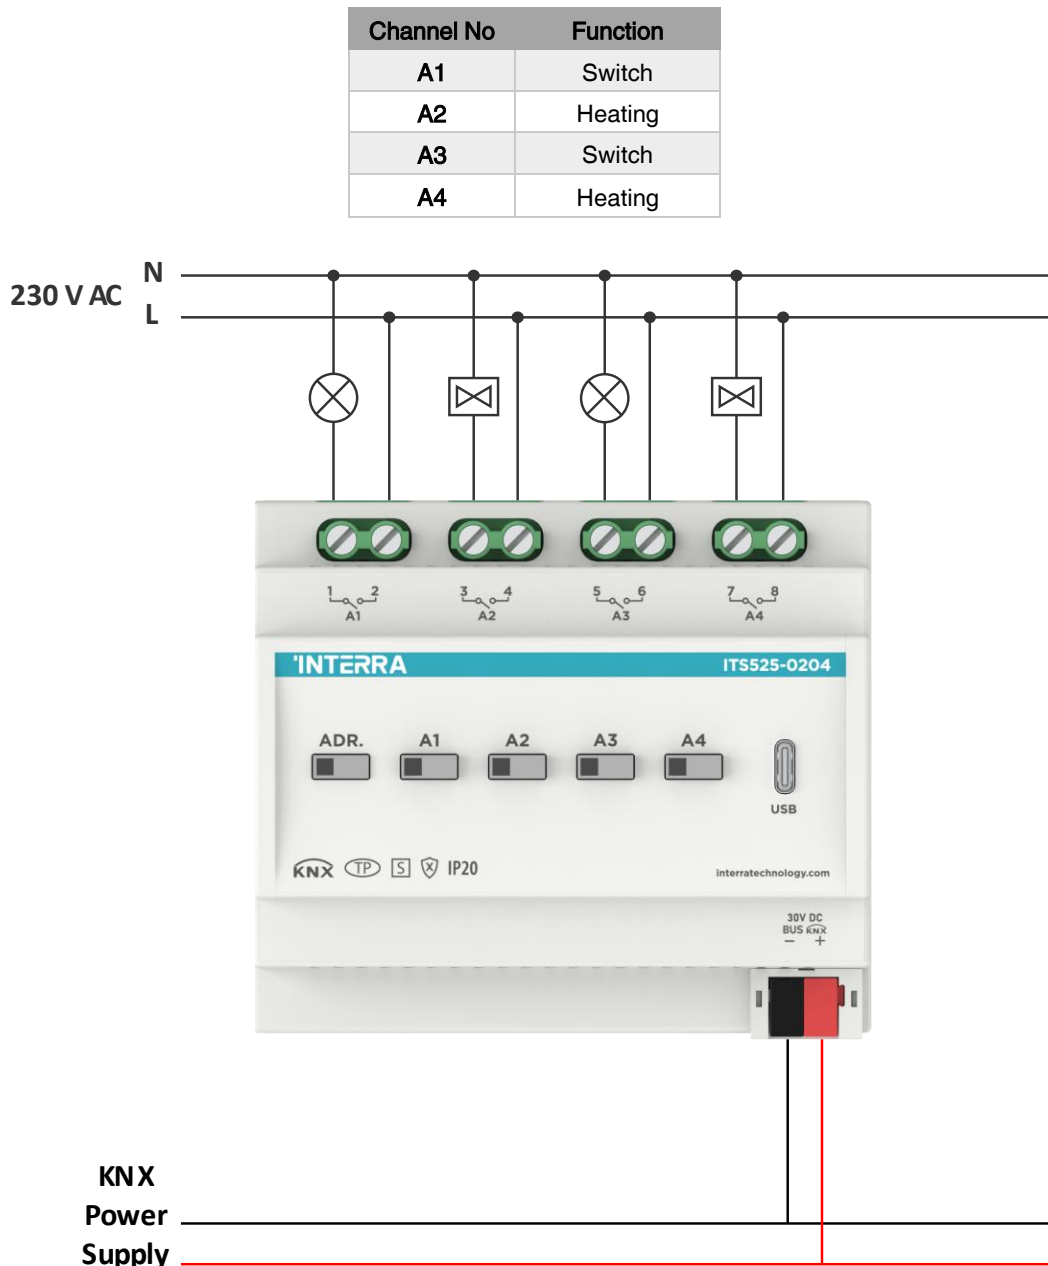 Channel No Function
A1 Switch
A2 Heating
A3 Switch
A4 Heating
N
230 V AC
L
1 2 3 4 5 6 7 8
A1 A2 A3 A4
INTERRA ITS525-0204
ADR. A1 A2 A3 A4
USB
KNX TP S X IP20
interratechnology.com
30V DC
BUS KNX
− +
KNX
Power
Supply